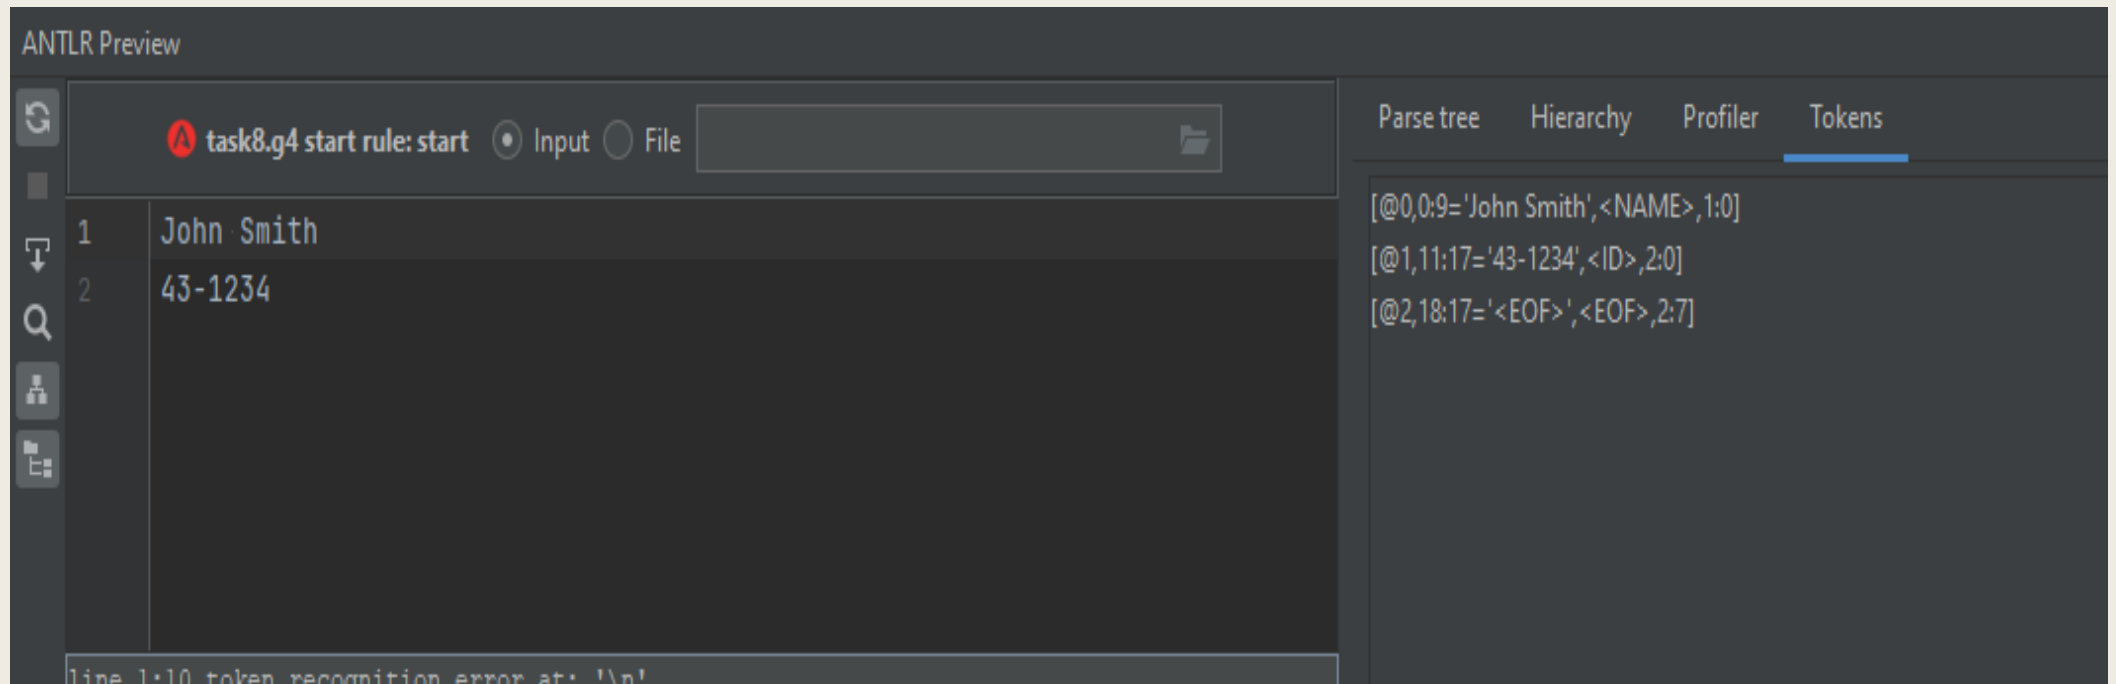 ANTLR Preview
task8.g4 start rule: start Input File
1 John Smith
2 43-1234
line 1:10 token recognition error at: '\n'
Parse tree Hierarchy Profiler Tokens
[@0,0:9='John Smith',<NAME>,1:0]
[@1,11:17='43-1234',<ID>,2:0]
[@2,18:17='<EOF>',<EOF>,2:7]